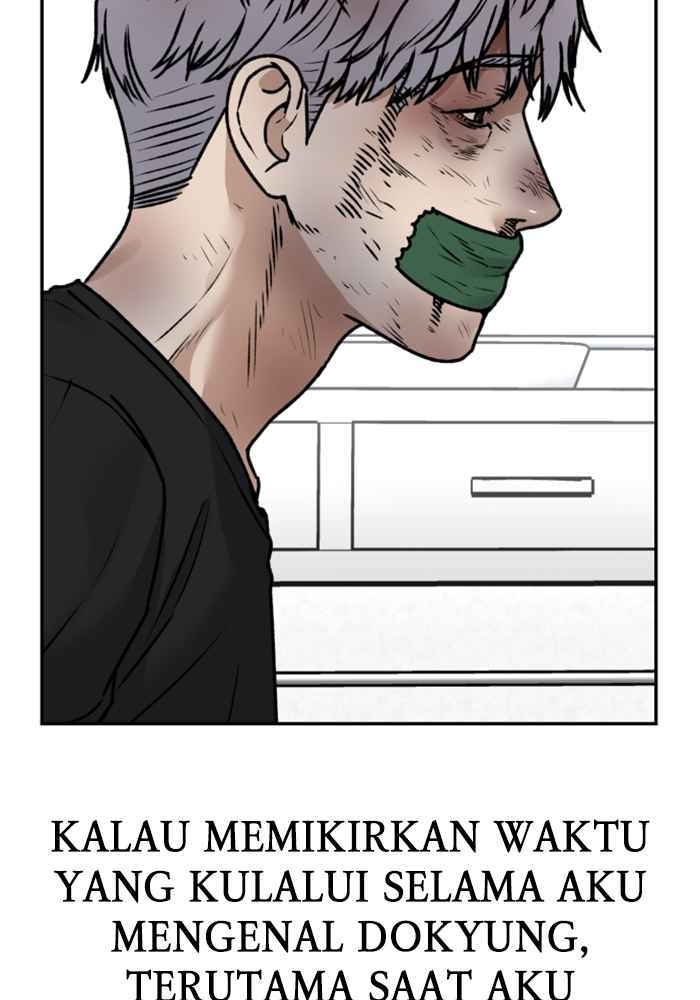 KALAU MEMIKIRKAN WAKTU
YANG KULALUI SELAMA AKU
MENGENAL DOKYUNG,
TERUTAMA SAAT AKU